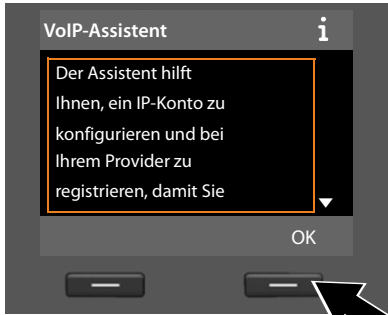 VoIP-Assistent i
Der Assistent hilft
Ihnen, ein IP-Konto zu
konfigurieren und bei
Ihrem Provider zu
registrieren, damit Sie
OK